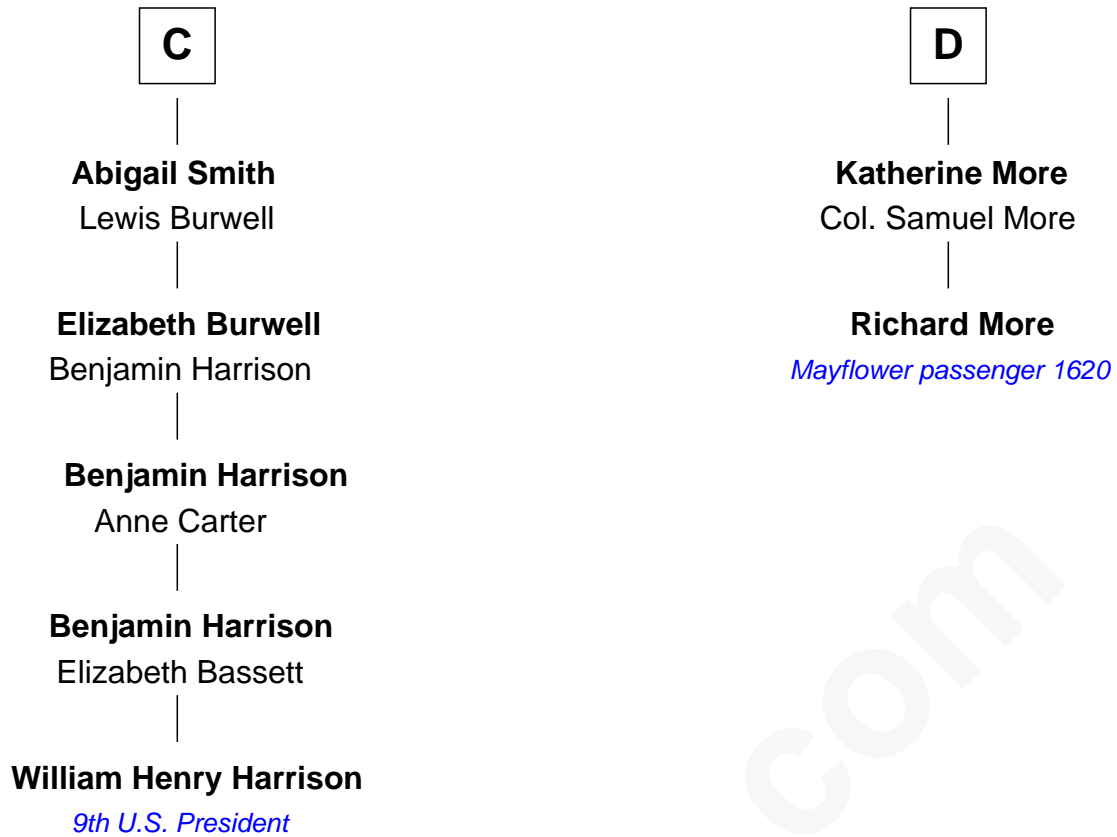 C
Abigail Smith
Lewis Burwell
Elizabeth Burwell
Benjamin Harrison
Benjamin Harrison
Anne Carter
Benjamin Harrison
Elizabeth Bassett
William Henry Harrison
9th U.S. President
D
Katherine More
Col. Samuel More
Richard More
Mayflower passenger 1620
com